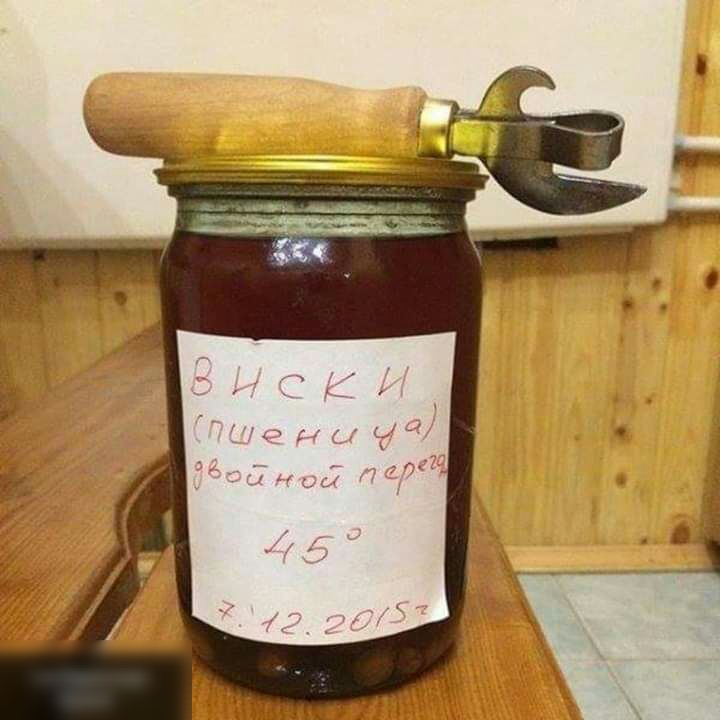 Виски
(пшеница)
двойной перегон
45°
7.12.2015г